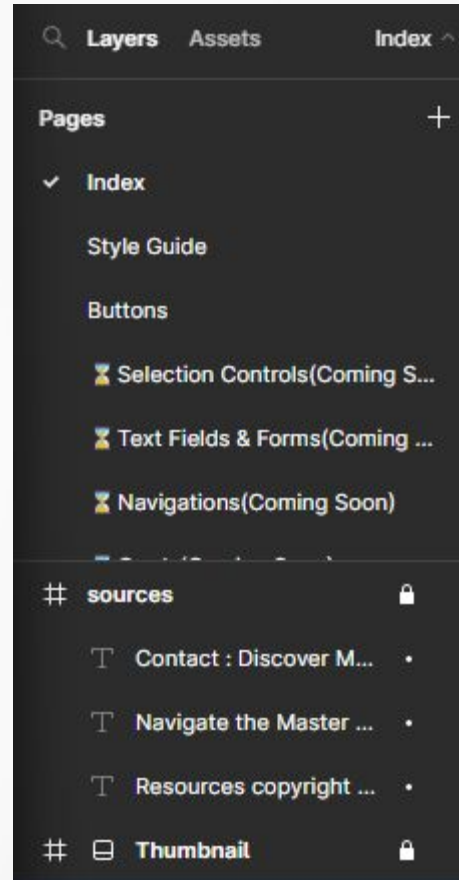 Layers Assets Index
Pages
Index
Style Guide
Buttons
⌛ Selection Controls(Coming S...
⌛ Text Fields & Forms(Coming ...
⌛ Navigations(Coming Soon)
sources
Contact : Discover M...
Navigate the Master ...
Resources copyright ...
Thumbnail